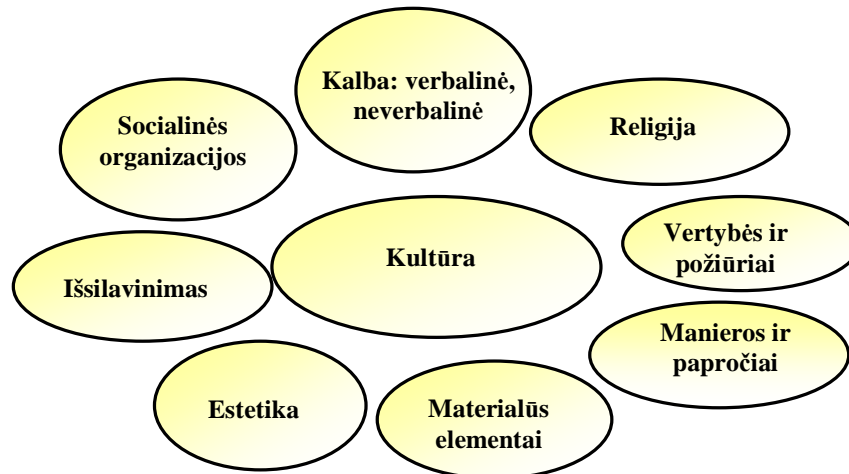 Kalba: verbalinė,
neverbalinė
Socialinės
organizacijos
Religija
Kultūra
Vertybės ir
požiūriai
Išsilavinimas
Manieros ir
papročiai
Estetika
Materialūs
elementai